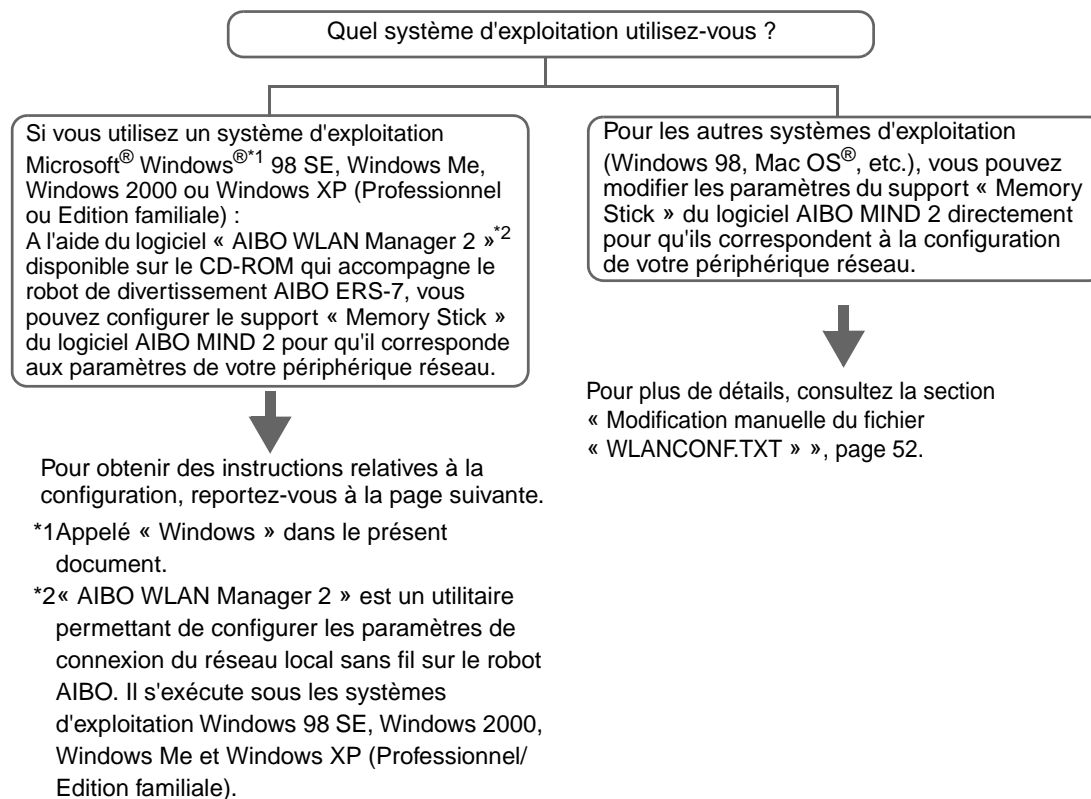 Quel système d'exploitation utilisez-vous ?
Si vous utilisez un système d'exploitation
Microsoft® Windows®*1 98 SE, Windows Me,
Windows 2000 ou Windows XP (Professionnel
ou Edition familiale) :
A l'aide du logiciel « AIBO WLAN Manager 2 »*2
disponible sur le CD-ROM qui accompagne le
robot de divertissement AIBO ERS-7, vous
pouvez configurer le support « Memory Stick »
du logiciel AIBO MIND 2 pour qu'il corresponde
aux paramètres de votre périphérique réseau.
Pour obtenir des instructions relatives à la
configuration, reportez-vous à la page suivante.
*1Appelé « Windows » dans le présent
document.
*2« AIBO WLAN Manager 2 » est un utilitaire
permettant de configurer les paramètres de
connexion du réseau local sans fil sur le robot
AIBO. Il s'exécute sous les systèmes
d'exploitation Windows 98 SE, Windows 2000,
Windows Me et Windows XP (Professionnel/
Edition familiale).
Pour les autres systèmes d'exploitation
(Windows 98, Mac OS®, etc.), vous pouvez
modifier les paramètres du support « Memory
Stick » du logiciel AIBO MIND 2 directement
pour qu'ils correspondent à la configuration
de votre périphérique réseau.
Pour plus de détails, consultez la section
« Modification manuelle du fichier
« WLANCONF.TXT » », page 52.